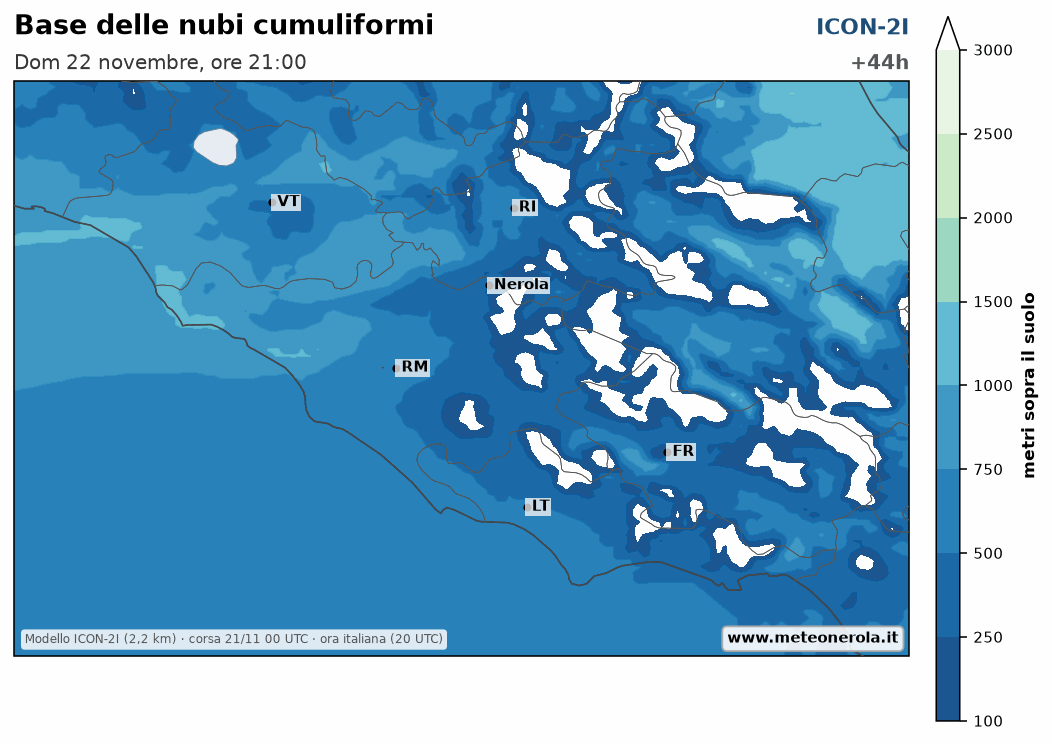 Base delle nubi cumuliformi
ICON-2I
Dom 22 novembre, ore 21:00
+44h
3000
2500
2000
1500
1000
750
500
250
100
metri sopra il suolo
VT
RI
Nerola
RM
FR
LT
Modello ICON-2I (2,2 km) · corsa 21/11 00 UTC · ora italiana (20 UTC)
www.meteonerola.it